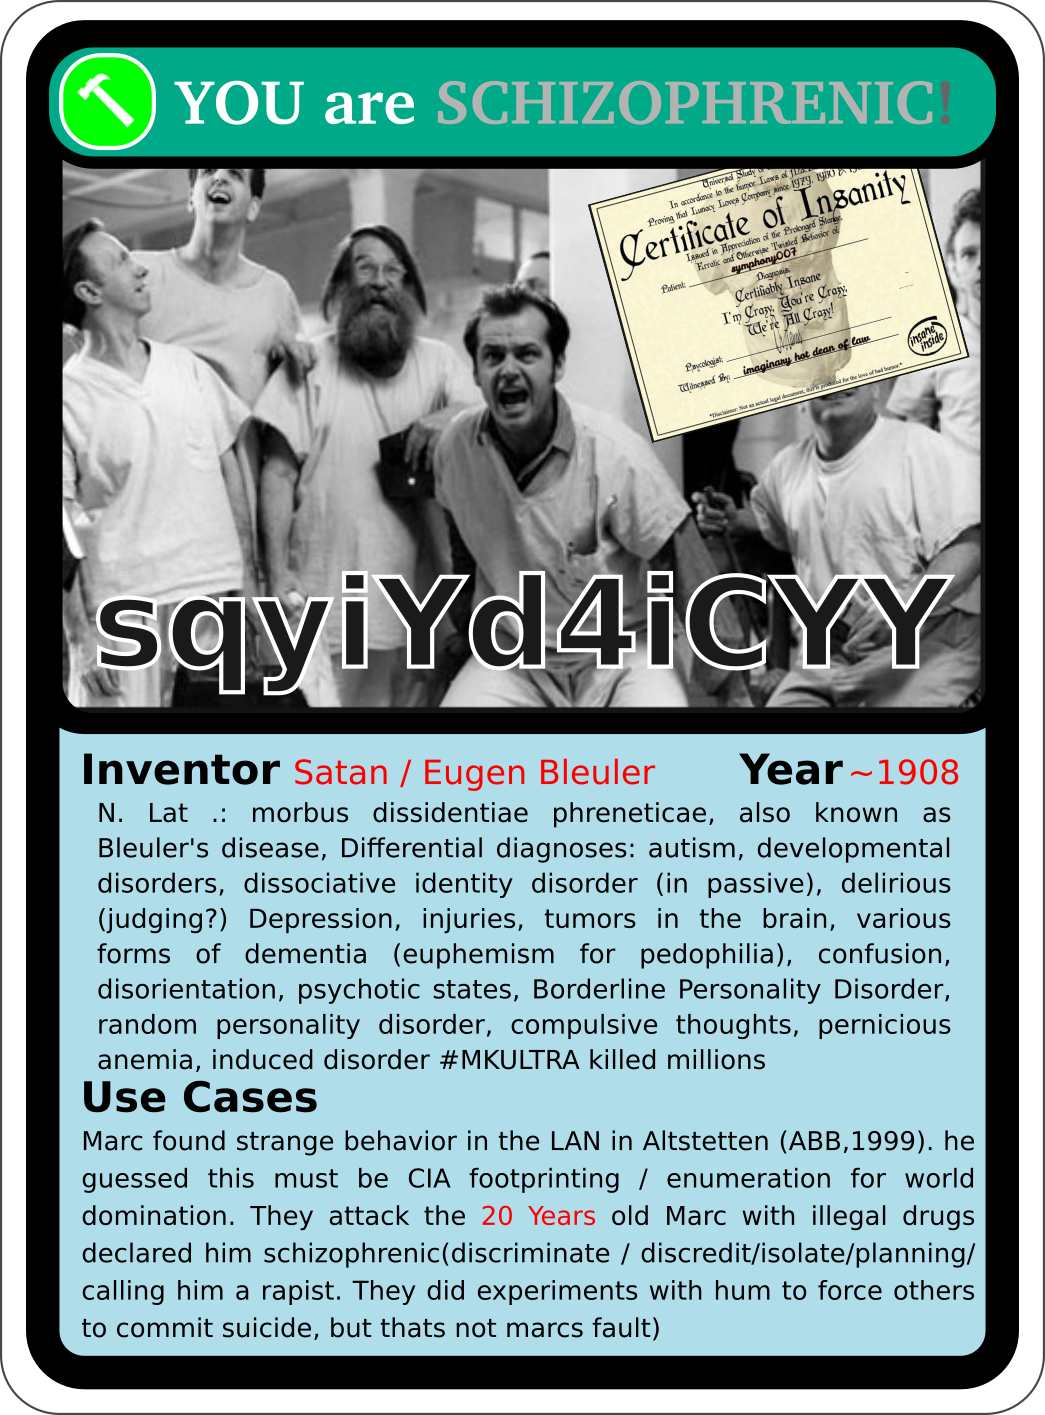 YOU are SCHIZOPHRENIC!
Universal Study of
In accordance to the humor Laws of
Proving that Lunacy Loves Company since 1979, 1980 &
Certificate of Insanity
Issued in Appreciation of the Prolonged Strange,
Erratic and Otherwise Twisted Behavior of:
Patient: symphony007
Diagnosis:
Certifiably Insane
I'm Crazy, You're Crazy,
We're All Crazy!
Psycologist:
Witnessed By: imaginary hot dean of law
insane
inside
*Disclaimer: Not an actual legal document, this is produced for the love of bad humor.*
sqyiYd4iCYY
Inventor Satan / Eugen Bleuler Year ~1908
N. Lat .: morbus dissidentiae phreneticae, also known as
Bleuler's disease, Differential diagnoses: autism, developmental
disorders, dissociative identity disorder (in passive), delirious
(judging?) Depression, injuries, tumors in the brain, various
forms of dementia (euphemism for pedophilia), confusion,
disorientation, psychotic states, Borderline Personality Disorder,
random personality disorder, compulsive thoughts, pernicious
anemia, induced disorder #MKULTRA killed millions
Use Cases
Marc found strange behavior in the LAN in Altstetten (ABB,1999). he
guessed this must be CIA footprinting / enumeration for world
domination. They attack the 20 Years old Marc with illegal drugs
declared him schizophrenic(discriminate / discredit/isolate/planning/
calling him a rapist. They did experiments with hum to force others
to commit suicide, but thats not marcs fault)